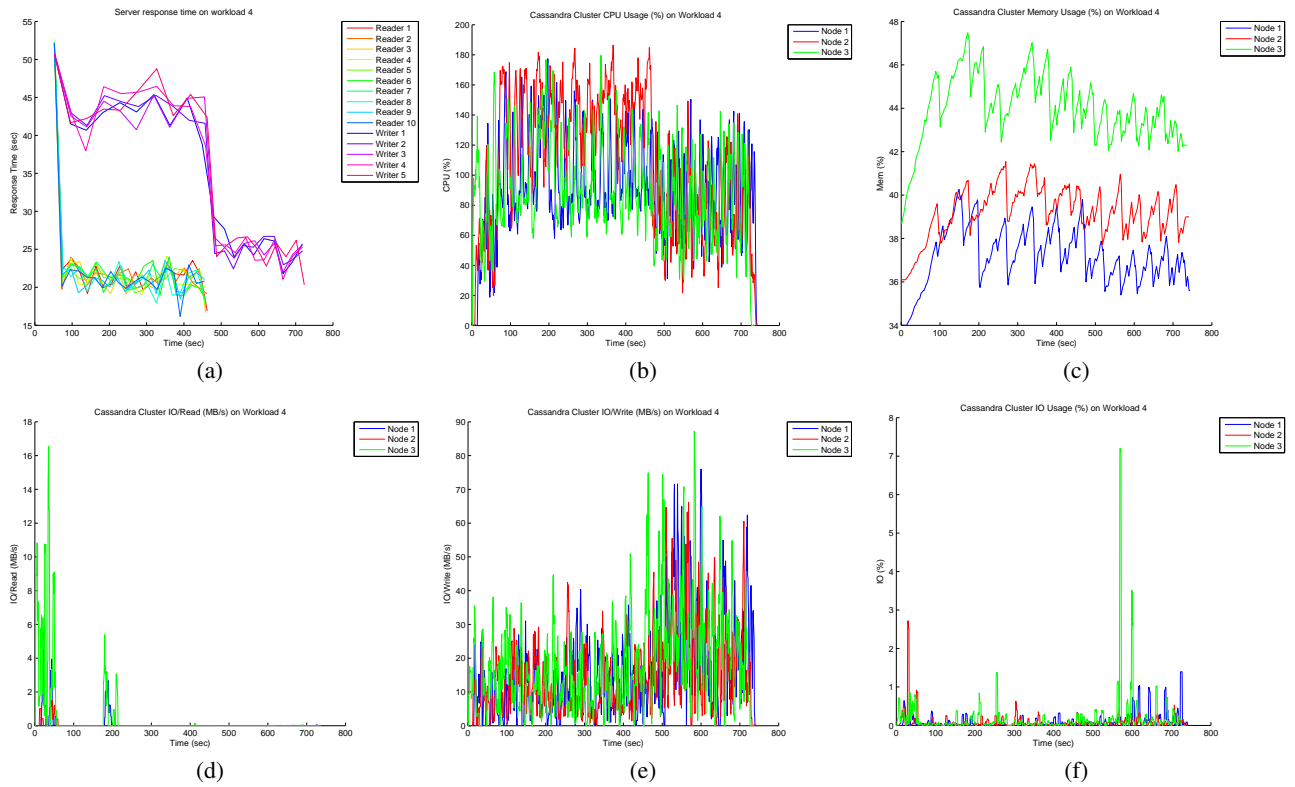 Server response time on workload 4
Response Time (sec)
55
50
45
40
35
30
25
20
15
0 100 200 300 400 500 600 700 800
Time (sec)
Reader 1
Reader 2
Reader 3
Reader 4
Reader 5
Reader 6
Reader 7
Reader 8
Reader 9
Reader 10
Writer 1
Writer 2
Writer 3
Writer 4
Writer 5
(a)
Cassandra Cluster CPU Usage (%) on Workload 4
CPU (%)
200
180
160
140
120
100
80
60
40
20
0
0 100 200 300 400 500 600 700 800
Time (sec)
Node 1
Node 2
Node 3
(b)
Cassandra Cluster Memory Usage (%) on Workload 4
Mem (%)
48
46
44
42
40
38
36
34
0 100 200 300 400 500 600 700 800
Time (sec)
Node 1
Node 2
Node 3
(c)
Cassandra Cluster IO/Read (MB/s) on Workload 4
IO/Read (MB/s)
18
16
14
12
10
8
6
4
2
0
0 100 200 300 400 500 600 700 800
Time (sec)
Node 1
Node 2
Node 3
(d)
Cassandra Cluster IO/Write (MB/s) on Workload 4
IO/Write (MB/s)
90
80
70
60
50
40
30
20
10
0
0 100 200 300 400 500 600 700 800
Time (sec)
Node 1
Node 2
Node 3
(e)
Cassandra Cluster IO Usage (%) on Workload 4
IO (%)
8
7
6
5
4
3
2
1
0
0 100 200 300 400 500 600 700 800
Time (sec)
Node 1
Node 2
Node 3
(f)